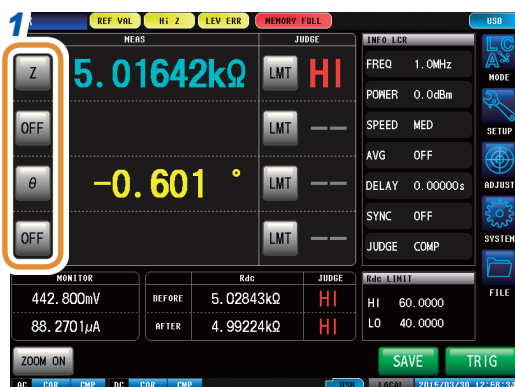 1
REF VAL Hi Z LEV ERR MEMORY FULL USB
MEAS JUDGE INFO LCR
Z 5.01642kΩ LMT HI
OFF LMT --
θ -0.601 ° LMT --
OFF LMT --
FREQ 1.0MHz
POWER 0.0dBm
SPEED MED
AVG OFF
DELAY 0.00000s
SYNC OFF
JUDGE COMP
LCR
MODE
SETUP
ADJUST
SYSTEM
FILE
MONITOR Rdc JUDGE Rdc LIMIT
442.800mV BEFORE 5.02843kΩ HI HI 60.0000
88.2701μA AFTER 4.99224kΩ HI LO 40.0000
ZOOM ON SAVE TRIG
AC COR CMP DC COR CMP USB LOCAL 2015/03/30 12:58:34